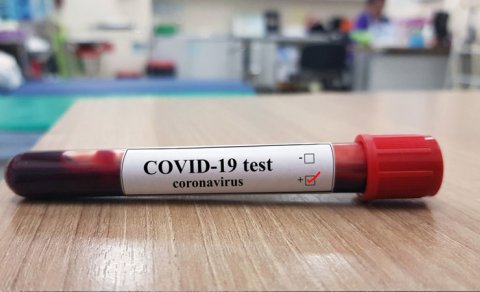 COVID-19 test
coronavirus
-☐
+☑